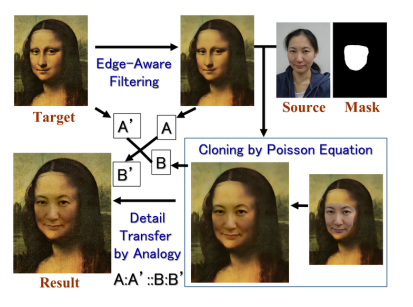 Edge-Aware
Filtering
Target
Source
Mask
A'
A
B'
B
Cloning by Poisson Equation
Detail
Transfer
by Analogy
A:A'::B:B'
Result